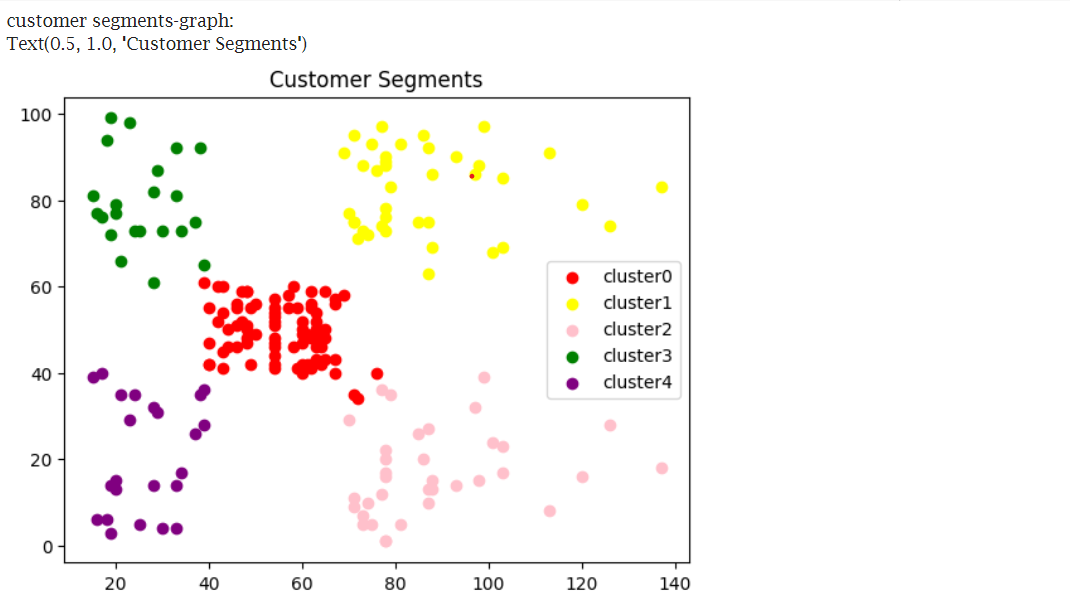 customer segments-graph:
Text(0.5, 1.0, 'Customer Segments')
Customer Segments
100
80
60
40
20
0
cluster0
cluster1
cluster2
cluster3
cluster4
20 40 60 80 100 120 140